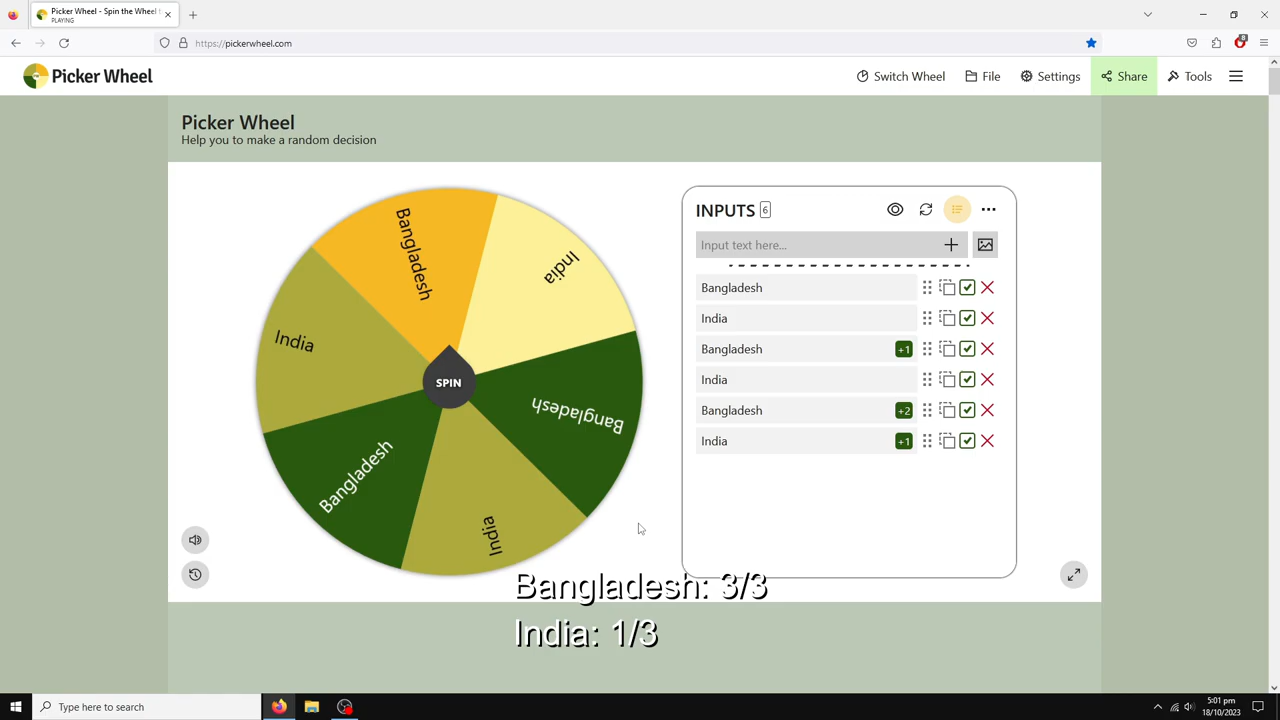 Picker Wheel - Spin the Wheel t
PLAYING
https://pickerwheel.com
3
Picker Wheel
Switch Wheel
File
Settings
Share
Tools
Picker Wheel
Help you to make a random decision
Bangladesh
India
Bangladesh
India
Bangladesh
India
SPIN
INPUTS 6
Input text here...
Bangladesh
India
Bangladesh +1
India
Bangladesh +2
India +1
Bangladesh: 3/3
India: 1/3
Type here to search
5:01 pm
18/10/2023